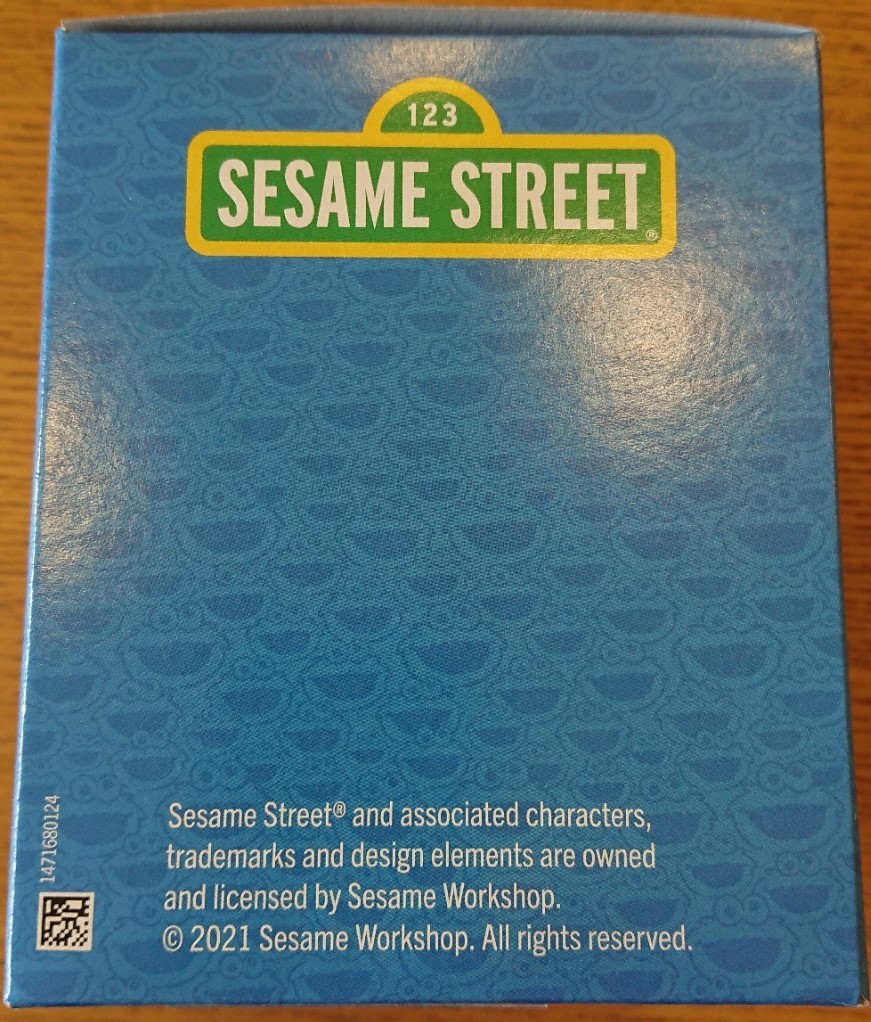 123
SESAME STREET®
1471680124
Sesame Street® and associated characters,
trademarks and design elements are owned
and licensed by Sesame Workshop.
© 2021 Sesame Workshop. All rights reserved.